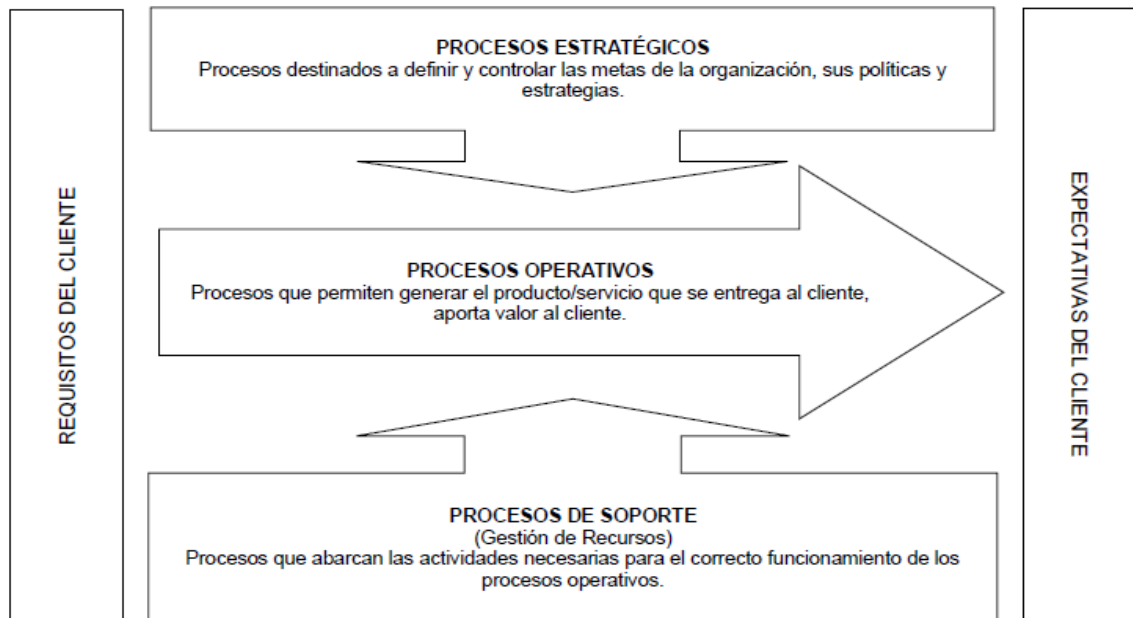 REQUISITOS DEL CLIENTE
PROCESOS ESTRATÉGICOS
Procesos destinados a definir y controlar las metas de la organización, sus políticas y
estrategias.
PROCESOS OPERATIVOS
Procesos que permiten generar el producto/servicio que se entrega al cliente,
aporta valor al cliente.
PROCESOS DE SOPORTE
(Gestión de Recursos)
Procesos que abarcan las actividades necesarias para el correcto funcionamiento de los
procesos operativos.
EXPECTATIVAS DEL CLIENTE